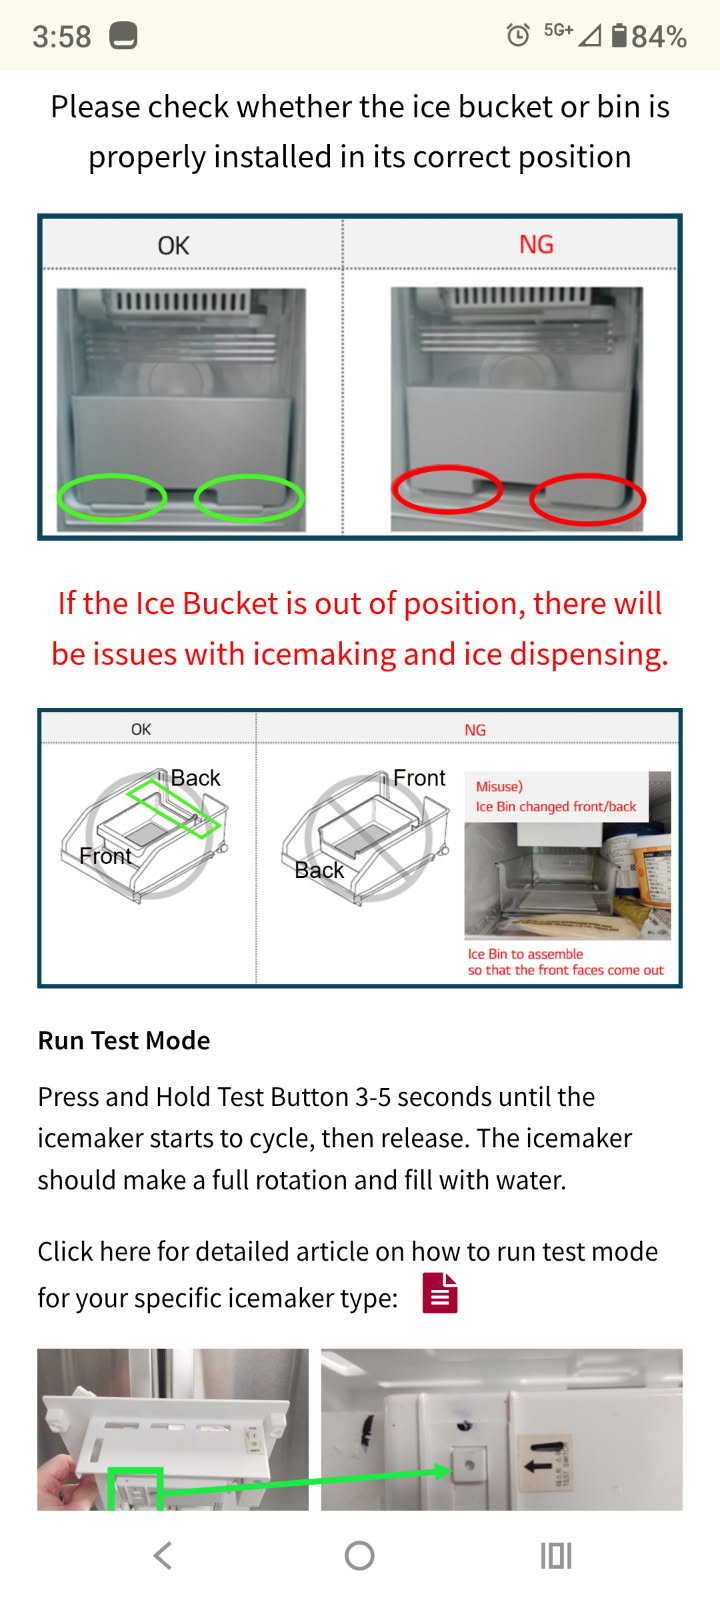 3:58
5G+ 84%
Please check whether the ice bucket or bin is
properly installed in its correct position
OK
NG
If the Ice Bucket is out of position, there will
be issues with icemaking and ice dispensing.
OK
NG
Back
Front
Front
Back
Misuse)
Ice Bin changed front/back
Ice Bin to assemble
so that the front faces come out
Run Test Mode
Press and Hold Test Button 3-5 seconds until the
icemaker starts to cycle, then release. The icemaker
should make a full rotation and fill with water.
Click here for detailed article on how to run test mode
for your specific icemaker type:
TEST SWITCH